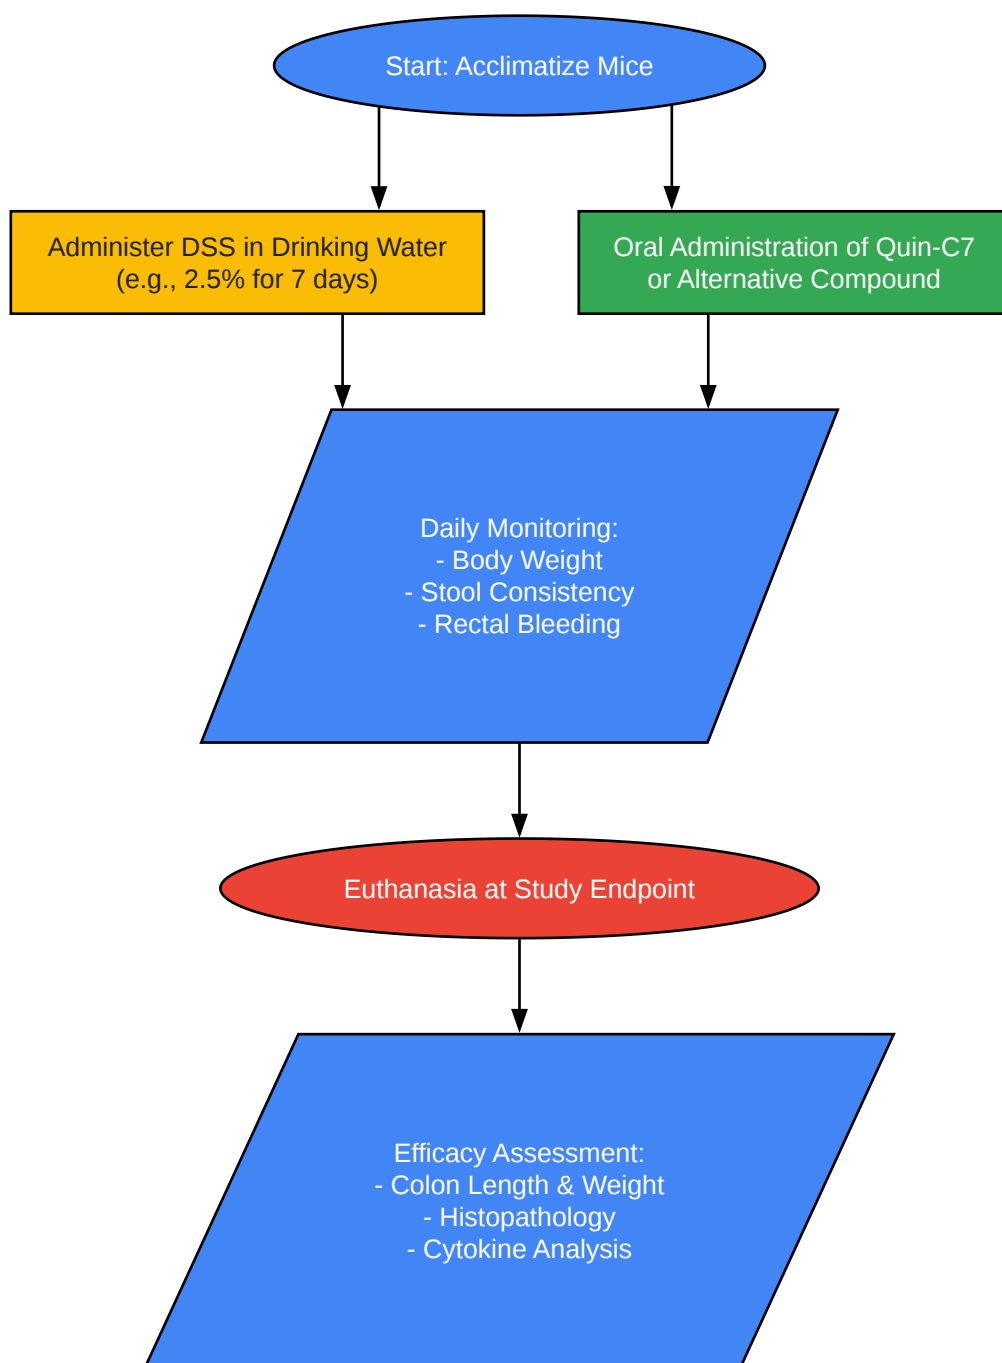 Start: Acclimatize Mice
Administer DSS in Drinking Water
(e.g., 2.5% for 7 days)
Oral Administration of Quin-C7
or Alternative Compound
Daily Monitoring:
- Body Weight
- Stool Consistency
- Rectal Bleeding
Euthanasia at Study Endpoint
Efficacy Assessment:
- Colon Length & Weight
- Histopathology
- Cytokine Analysis